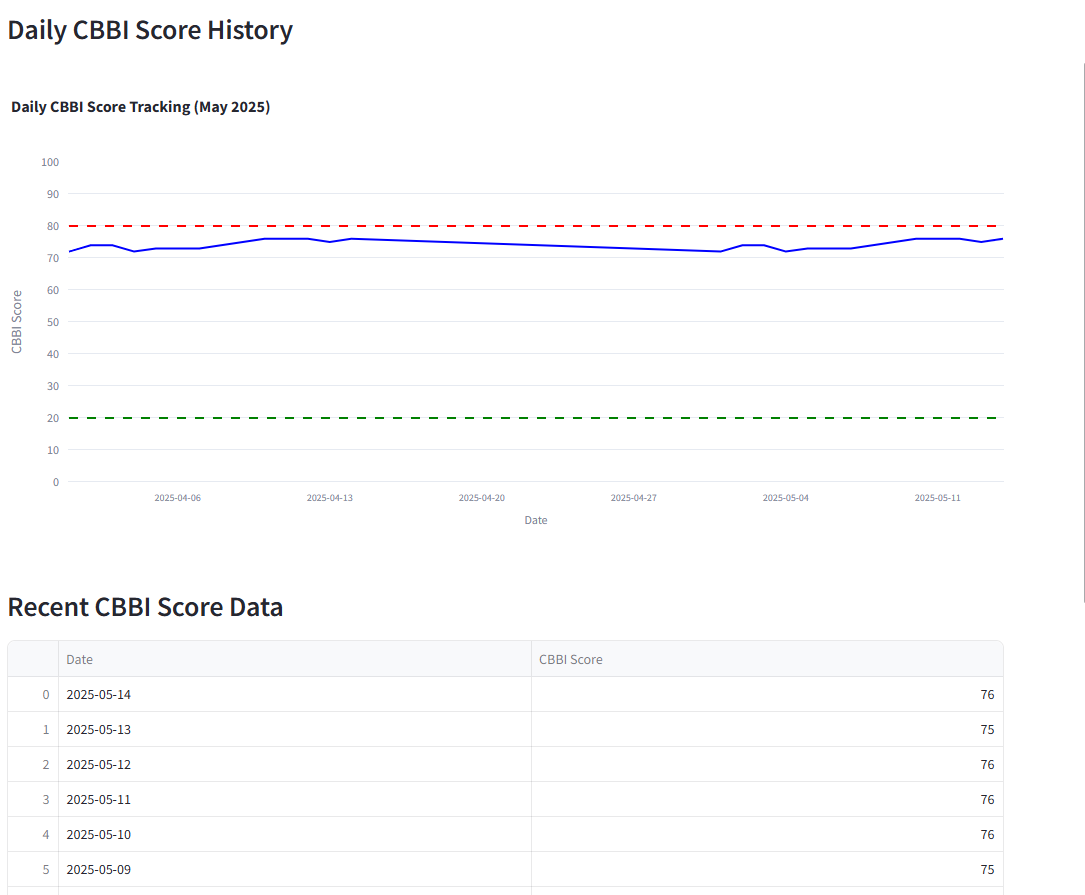 Daily CBBI Score History
Daily CBBI Score Tracking (May 2025)
100
90
80
70
60
50
40
30
20
10
0
CBBI Score
2025-04-06 2025-04-13 2025-04-20 2025-04-27 2025-05-04 2025-05-11
Date
Recent CBBI Score Data
Date CBBI Score
0 2025-05-14 76
1 2025-05-13 75
2 2025-05-12 76
3 2025-05-11 76
4 2025-05-10 76
5 2025-05-09 75